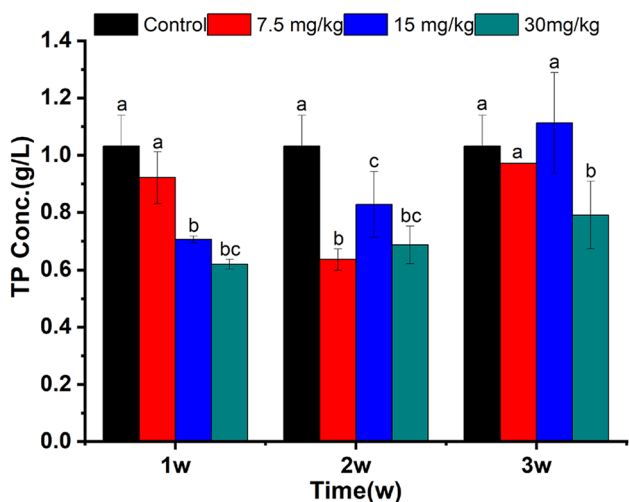 Control 7.5 mg/kg 15 mg/kg 30mg/kg
TP Conc.(g/L)
1.4
1.2
1.0
0.8
0.6
0.4
0.2
0.0
a a b bc
a b c bc
a a a b
1w 2w 3w
Time(w)